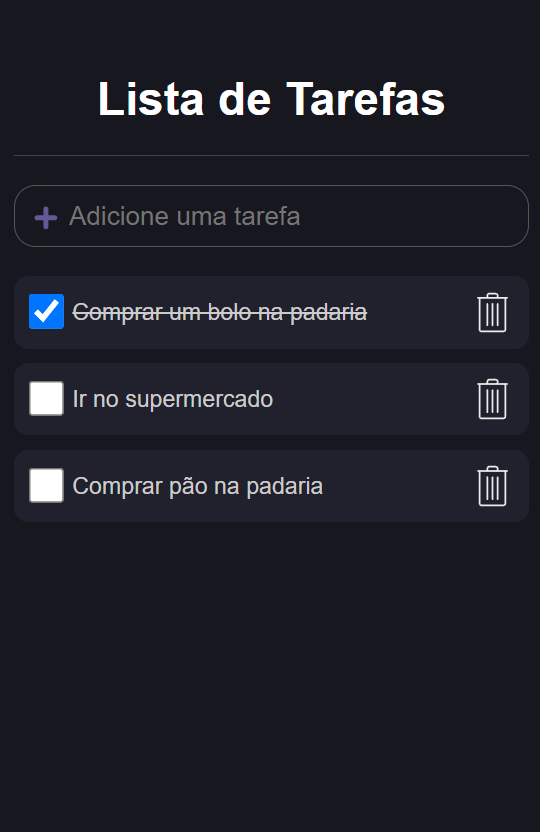 Lista de Tarefas
Adicione uma tarefa
Comprar um bolo na padaria
Ir no supermercado
Comprar pão na padaria